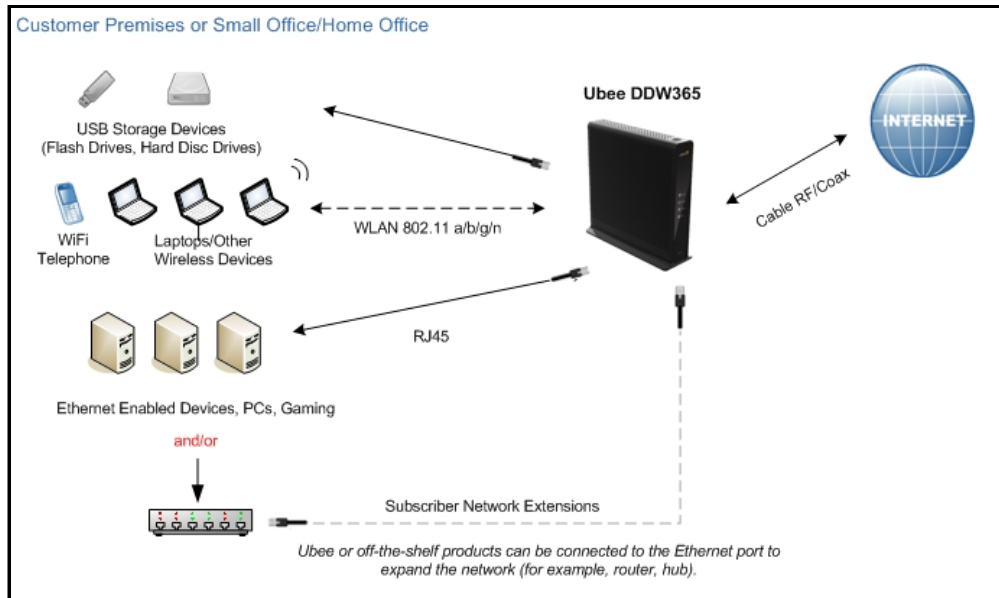 Customer Premises or Small Office/Home Office
Ubee DDW365
INTERNET
USB Storage Devices
(Flash Drives, Hard Disc Drives)
Cable RF/Coax
WiFi
Telephone
Laptops/Other
Wireless Devices
WLAN 802.11 a/b/g/n
RJ45
Ethernet Enabled Devices, PCs, Gaming
and/or
Subscriber Network Extensions
Ubee or off-the-shelf products can be connected to the Ethernet port to
expand the network (for example, router, hub).